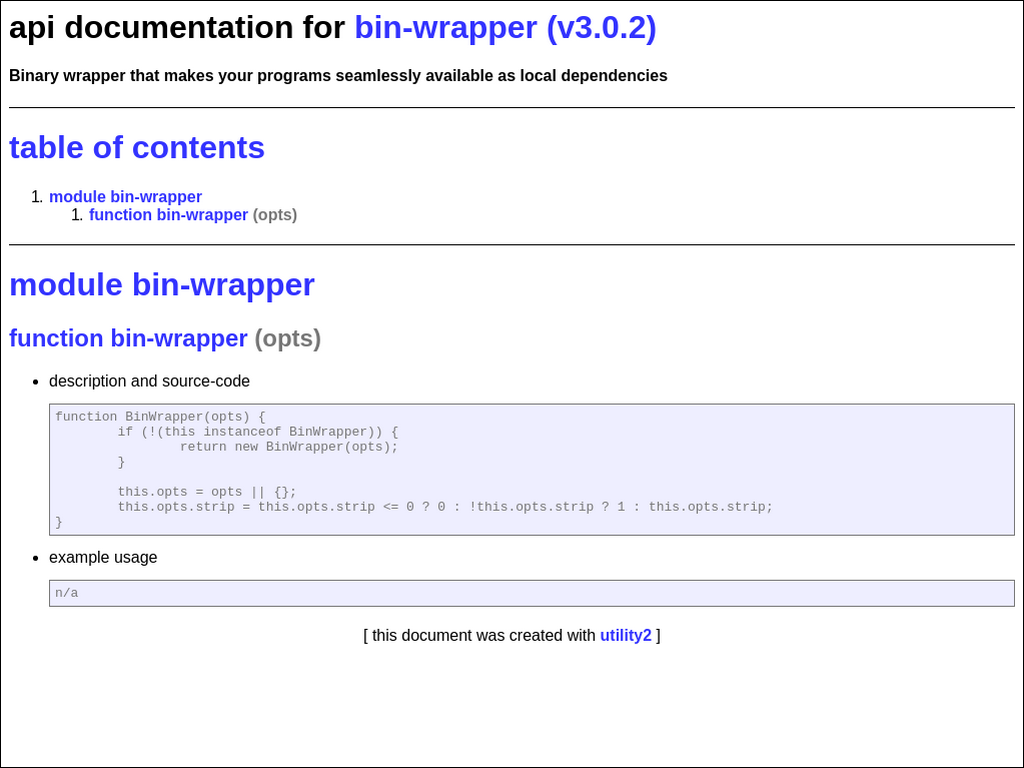 api documentation for bin-wrapper (v3.0.2)
Binary wrapper that makes your programs seamlessly available as local dependencies
table of contents
1. module bin-wrapper
1. function bin-wrapper (opts)
module bin-wrapper
function bin-wrapper (opts)
• description and source-code
function BinWrapper(opts) {
        if (!(this instanceof BinWrapper)) {
                return new BinWrapper(opts);
        }

        this.opts = opts || {};
        this.opts.strip = this.opts.strip <= 0 ? 0 : !this.opts.strip ? 1 : this.opts.strip;
}
• example usage
n/a
[ this document was created with utility2 ]